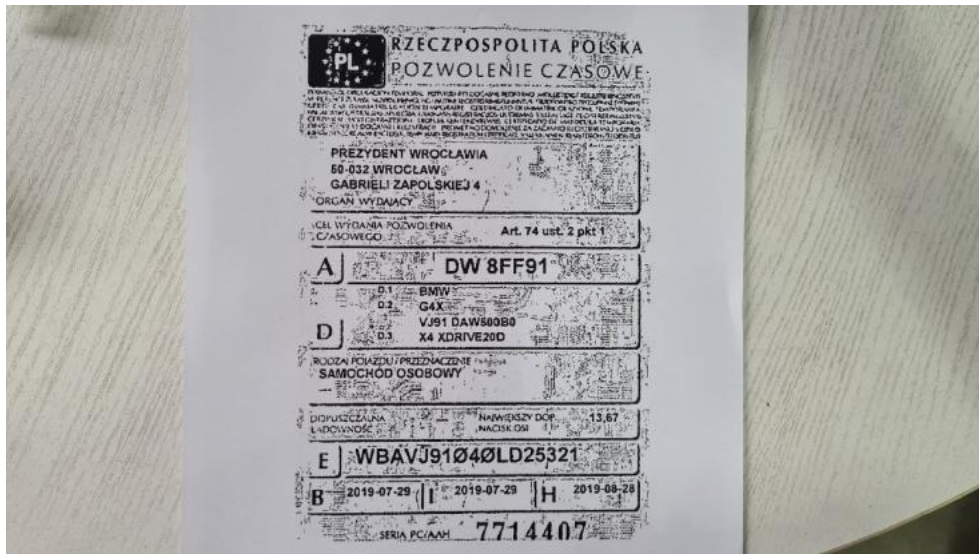 PL
RZECZPOSPOLITA POLSKA
POZWOLENIE CZASOWE
PREZYDENT WROCŁAWIA
50-032 WROCŁAW
GABRIELI ZAPOLSKIEJ 4
ORGAN WYDAJĄCY
CEL WYDANIA POZWOLENIA CZASOWEGO Art. 74 ust. 2 pkt 1
A DW 8FF91
D.1 BMW
D.2 G4X
VJ91 DAW500B0
D D.3 X4 XDRIVE20D
RODZAJ POJAZDU / PRZEZNACZENIE
SAMOCHÓD OSOBOWY
DOPUSZCZALNA ŁADOWNOŚĆ — NAJWIĘKSZY DOP. NACISK OSI 13,67
E WBAVJ91Ø4ØLD25321
B 2019-07-29 I 2019-07-29 H 2019-08-28
SERIA PC/AAH 7714407